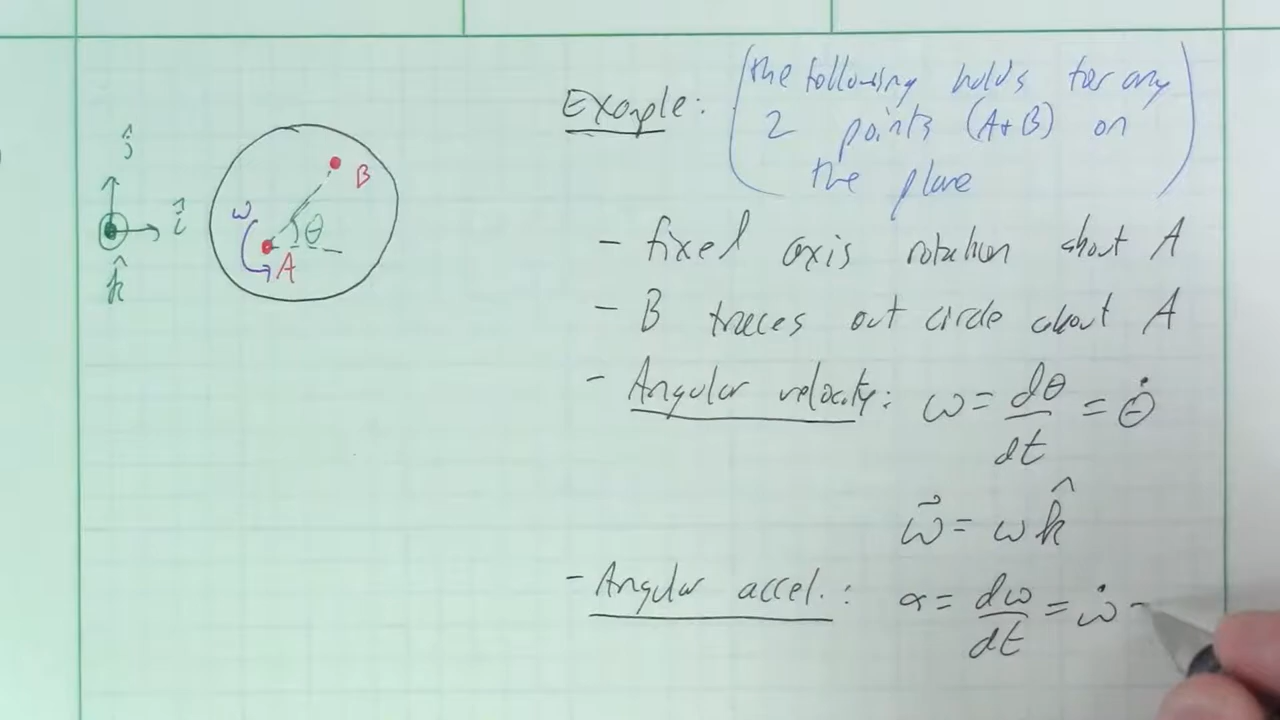 Example: (the following holds for any
2 points (A+B) on
the plane)
- fixed axis rotation about A
- B traces out circle about A
- Angular velocity: ω = dθ/dt = θ̇
ω⃗ = ω k̂
- Angular accel.: α = dω/dt = ω̇ -
ĵ
î
k̂
B
ω
θ
A